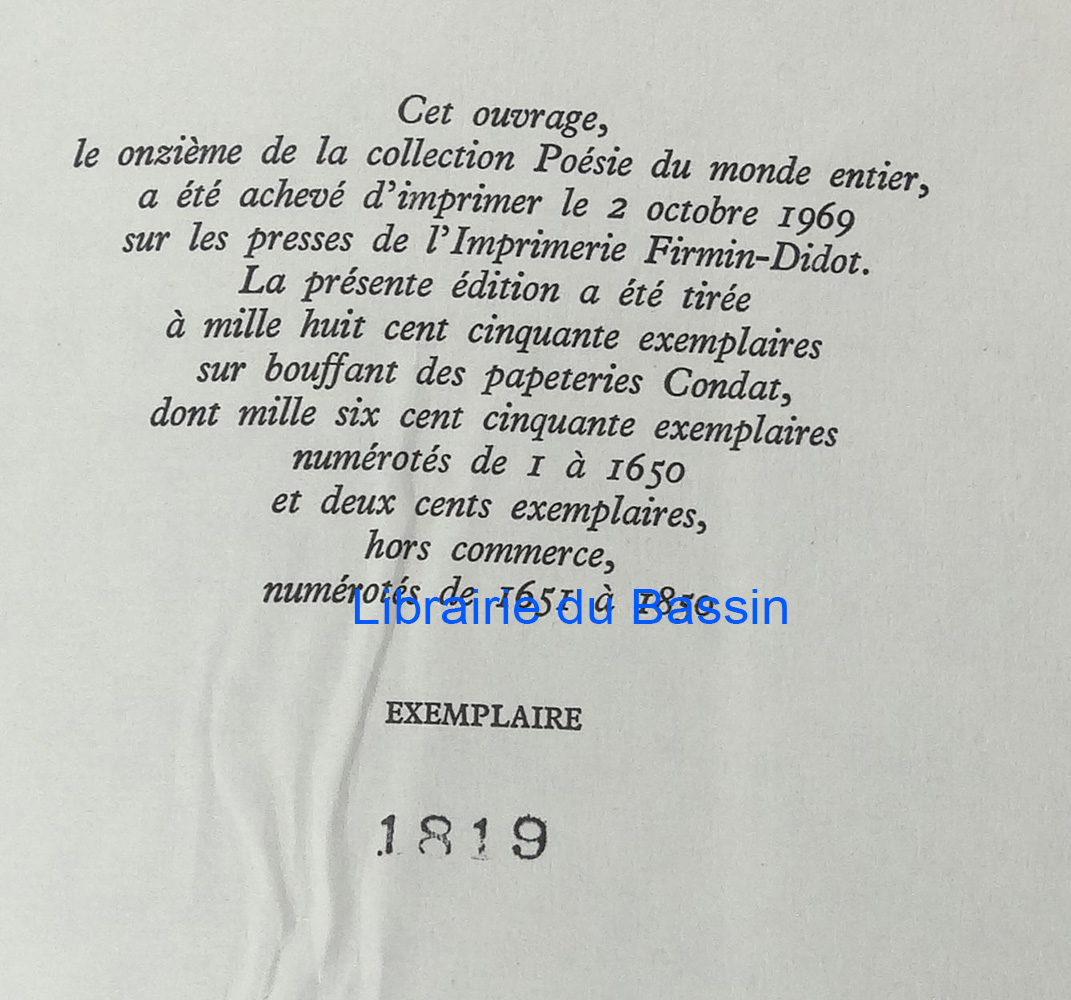 Cet ouvrage,
le onzième de la collection Poésie du monde entier,
a été achevé d'imprimer le 2 octobre 1969
sur les presses de l'Imprimerie Firmin-Didot.
La présente édition a été tirée
à mille huit cent cinquante exemplaires
sur bouffant des papeteries Condat,
dont mille six cent cinquante exemplaires
numérotés de 1 à 1650
et deux cents exemplaires,
hors commerce,
numérotés de 1651 à 1850
Librairie du Bassin
EXEMPLAIRE
1819